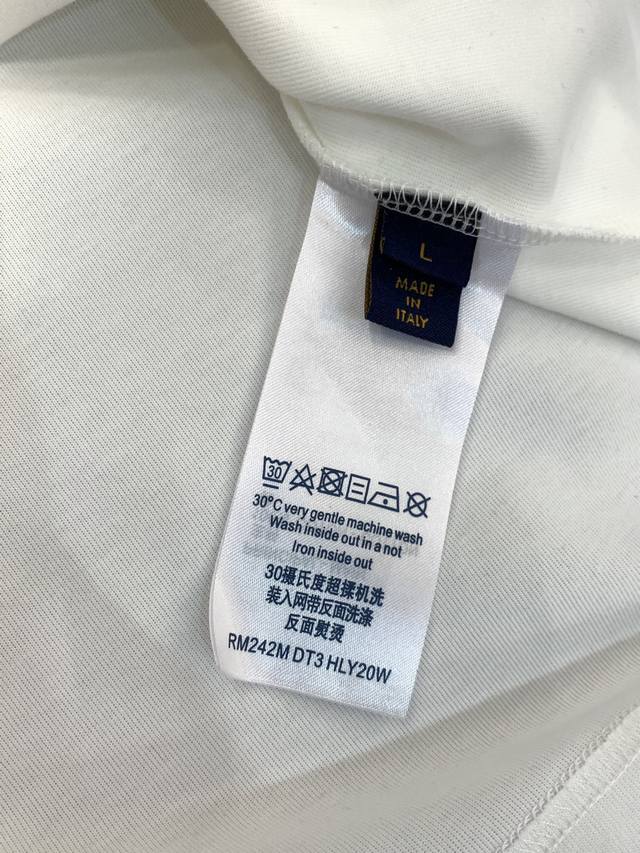 L
MADE
IN
ITALY
30
30°C very gentle machine wash
Wash inside out in a not
Iron inside out
30摄氏度超揉机洗
装入网带反面洗涤
反面熨烫
RM242M DT3 HLY20W